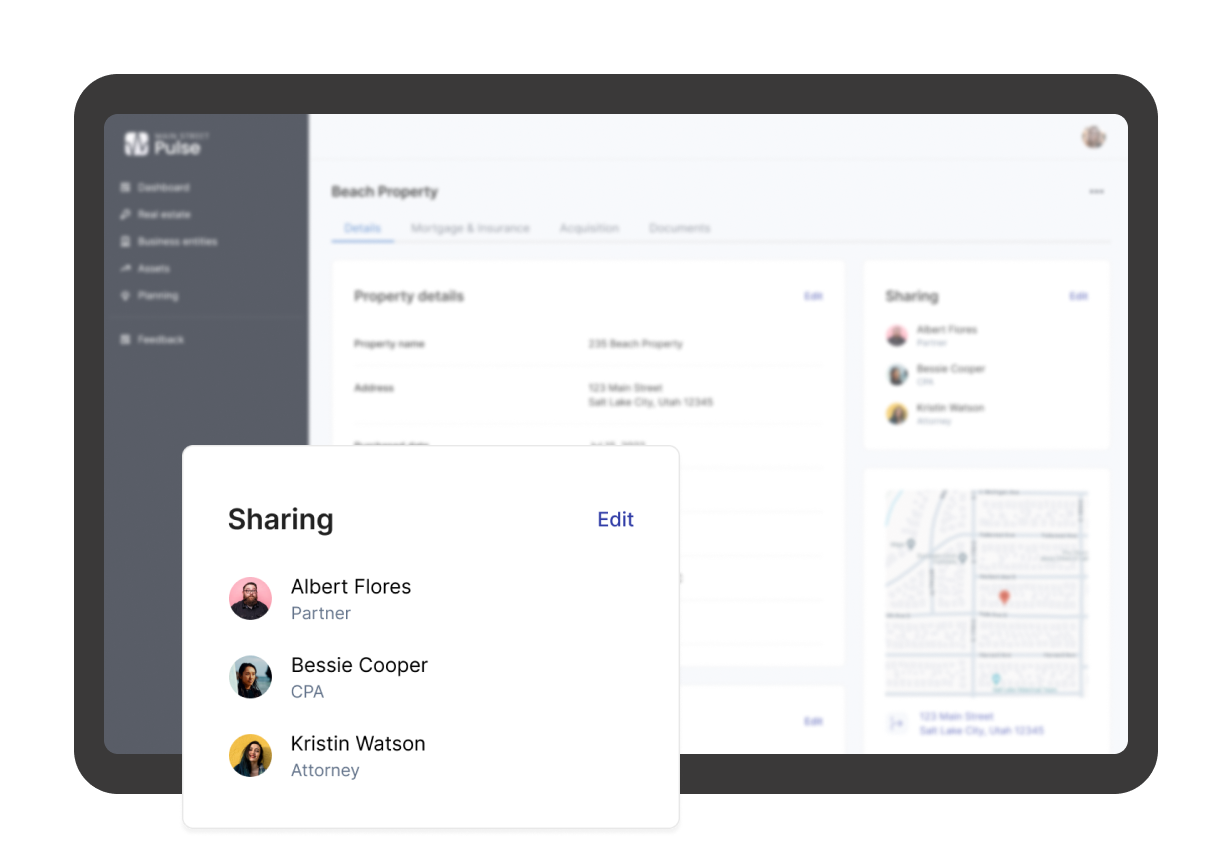 MAIN STREET
Pulse
Dashboard
Real estate
Business entities
Assets
Planning
Feedback
Beach Property
Details
Mortgage & Insurance
Acquisition
Documents
Property details
Edit
Property name
235 Beach Property
Address
123 Main Street
Salt Lake City, Utah 12345
Sharing
Edit
Albert Flores
Partner
Bessie Cooper
CPA
Kristin Watson
Attorney
Edit
123 Main Street
Salt Lake City, Utah 12345
Sharing
Edit
Albert Flores
Partner
Bessie Cooper
CPA
Kristin Watson
Attorney